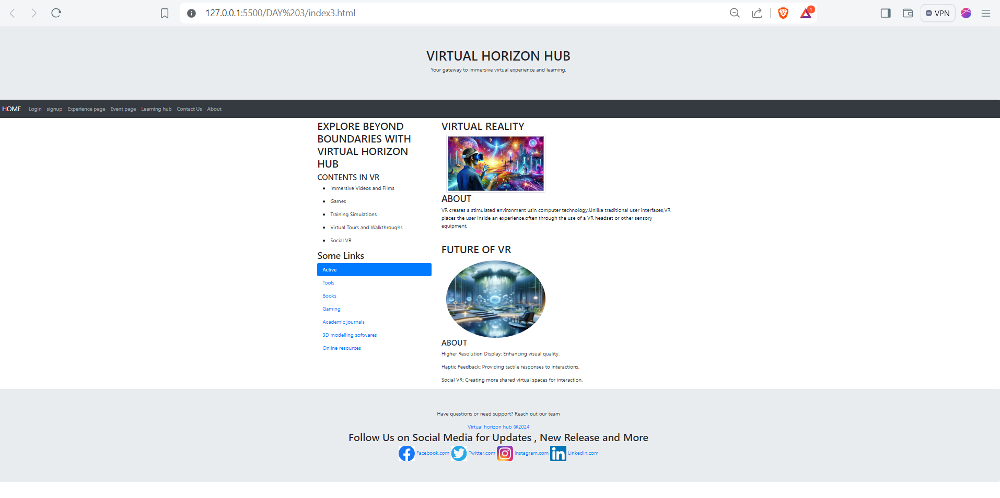 127.0.0.1:5500/DAY%203/index3.html
1
VPN
VIRTUAL HORIZON HUB
Your gateway to immersive virtual experience and learning.
HOME Login signup Experience page Event page Learning hub Contact Us About
EXPLORE BEYOND
BOUNDARIES WITH
VIRTUAL HORIZON
HUB
CONTENTS IN VR
Immersive Videos and Films
Games
Training Simulations
Virtual Tours and Walkthroughs
Social VR
Some Links
Active
Tools
Books
Gaming
Academic journals
3D modelling softwares
Online resources
VIRTUAL REALITY
ABOUT
VR creates a stimulated environment usin computer technology.Unlike traditional user interfaces,VR
places the user inside an experience,often through the use of a VR headset or other sensory
equipment.
FUTURE OF VR
ABOUT
Higher Resolution Display: Enhancing visual quality.
Haptic Feedback: Providing tactile responses to interactions.
Social VR: Creating more shared virtual spaces for interaction.
Have questions or need support? Reach out our team
Virtual horizon hub @2024
Follow Us on Social Media for Updates , New Release and More
Facebook.com Twitter.com Instagram.com LinkedIn.com